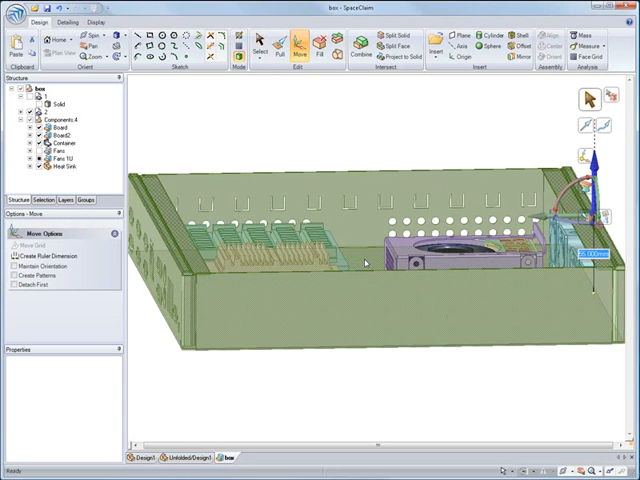 box - SpaceClaim
Design Detailing Display
Paste
Home Spin
Plan View Pan
Zoom
Select Pull Move Fill
Combine
Split Solid
Split Face
Project to Solid
Insert
Plane Cylinder Shell
Axis Sphere Offset
Origin Mirror
Align
Center
Orient
Mass
Measure
Face Grid
Clipboard Orient Sketch Mode Edit Intersect Insert Assembly Analysis
Structure
box
1
Solid
2
Components 4
Board
Board2
Container
Fans
Fans 1U
Heat Sink
Structure Selection Layers Groups
Options - Move
Move Options
Move Grid
Create Ruler Dimension
Maintain Orientation
Create Patterns
Detach First
Properties
55.000mm
Design1 Unfolded/Design1 box
Ready